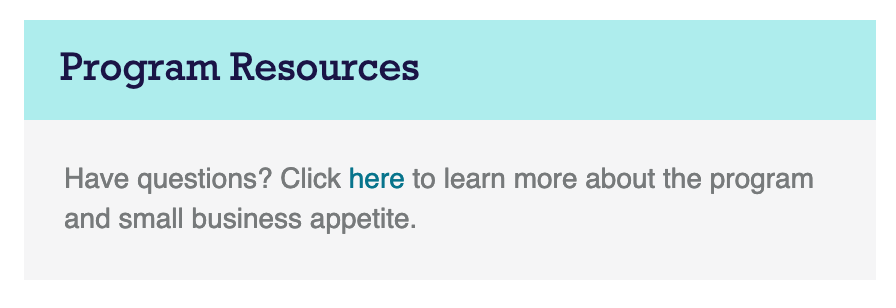 Program Resources
Have questions? Click here to learn more about the program
and small business appetite.